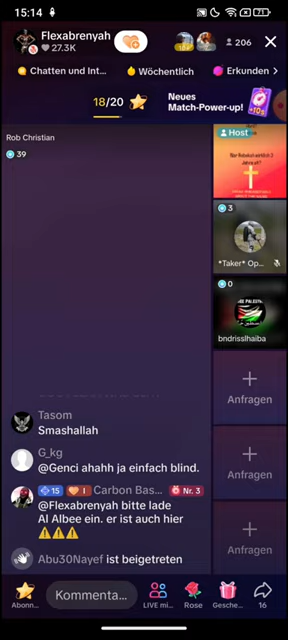 15:14
71
Flexabrenyah
27.3K
206
Chatten und Int...
Wöchentlich
Erkunden
18/20
Neues
Match-Power-up!
Rob Christian
39
Host
3
*Taker* Op...
0
bndrisslhaiba
Anfragen
Anfragen
Anfragen
Tasom
Smashallah
G_kg
@Genci ahahh ja einfach blind.
15
I
Carbon Bas...
Nr. 3
@Flexabrenyah bitte lade
Al Albee ein. er ist auch hier
Abu30Nayef ist beigetreten
Abonn...
Kommenta...
LIVE mi...
Rose
Gesche...
16